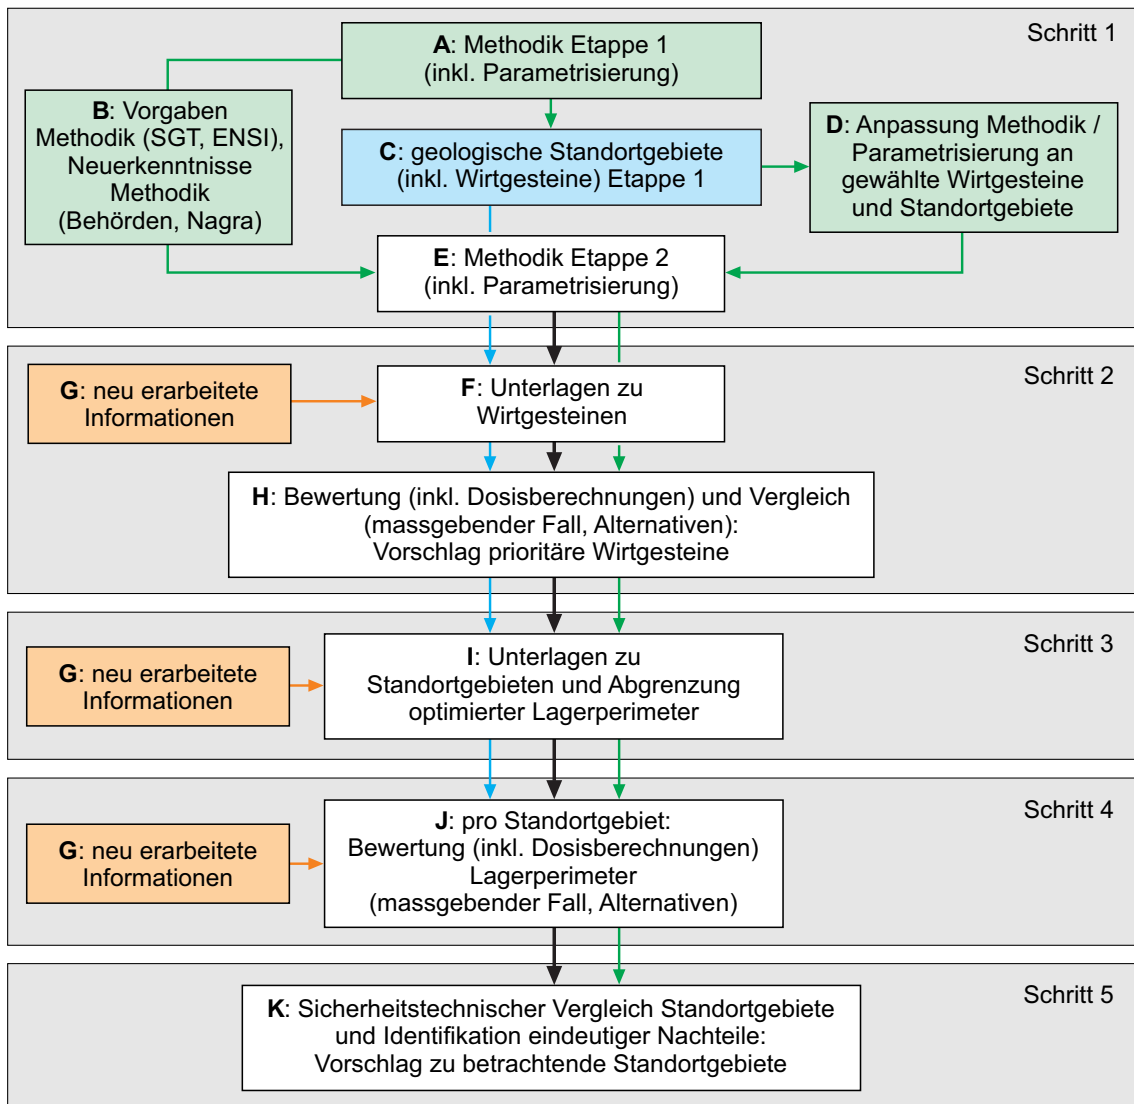 Schritt 1
A: Methodik Etappe 1
(inkl. Parametrisierung)
B: Vorgaben
Methodik (SGT, ENSI),
Neuerkenntnisse
Methodik
(Behörden, Nagra)
C: geologische Standortgebiete
(inkl. Wirtgesteine) Etappe 1
D: Anpassung Methodik /
Parametrisierung an
gewählte Wirtgesteine
und Standortgebiete
E: Methodik Etappe 2
(inkl. Parametrisierung)
Schritt 2
G: neu erarbeitete
Informationen
F: Unterlagen zu
Wirtgesteinen
H: Bewertung (inkl. Dosisberechnungen) und Vergleich
(massgebender Fall, Alternativen):
Vorschlag prioritäre Wirtgesteine
Schritt 3
G: neu erarbeitete
Informationen
I: Unterlagen zu
Standortgebieten und Abgrenzung
optimierter Lagerperimeter
Schritt 4
G: neu erarbeitete
Informationen
J: pro Standortgebiet:
Bewertung (inkl. Dosisberechnungen)
Lagerperimeter
(massgebender Fall, Alternativen)
Schritt 5
K: Sicherheitstechnischer Vergleich Standortgebiete
und Identifikation eindeutiger Nachteile:
Vorschlag zu betrachtende Standortgebiete